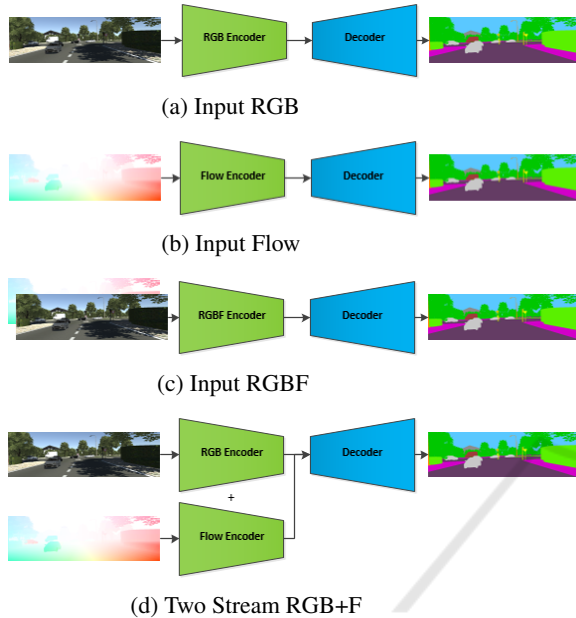 RGB Encoder
Decoder
(a) Input RGB
Flow Encoder
Decoder
(b) Input Flow
RGBF Encoder
Decoder
(c) Input RGBF
RGB Encoder
Decoder
+
Flow Encoder
(d) Two Stream RGB+F